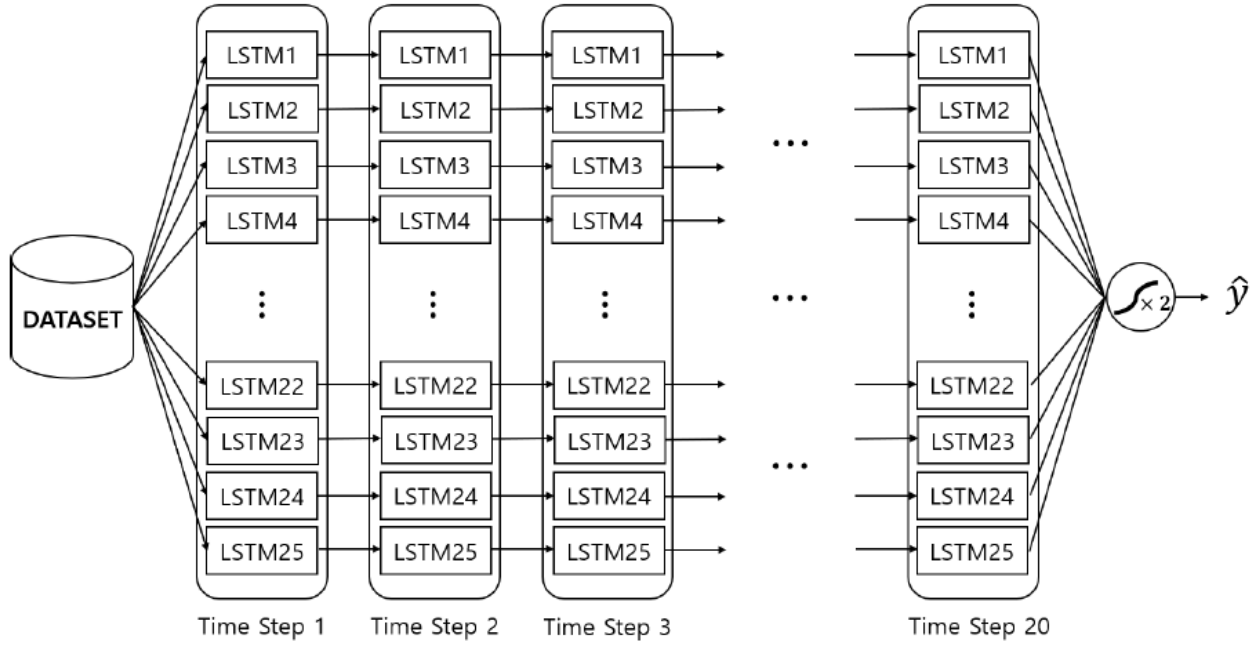 LSTM1 LSTM1 LSTM1 LSTM1
LSTM2 LSTM2 LSTM2 LSTM2
LSTM3 LSTM3 LSTM3 LSTM3
LSTM4 LSTM4 LSTM4 LSTM4
DATASET
× 2
ŷ
LSTM22 LSTM22 LSTM22 LSTM22
LSTM23 LSTM23 LSTM23 LSTM23
LSTM24 LSTM24 LSTM24 LSTM24
LSTM25 LSTM25 LSTM25 LSTM25
Time Step 1 Time Step 2 Time Step 3 Time Step 20